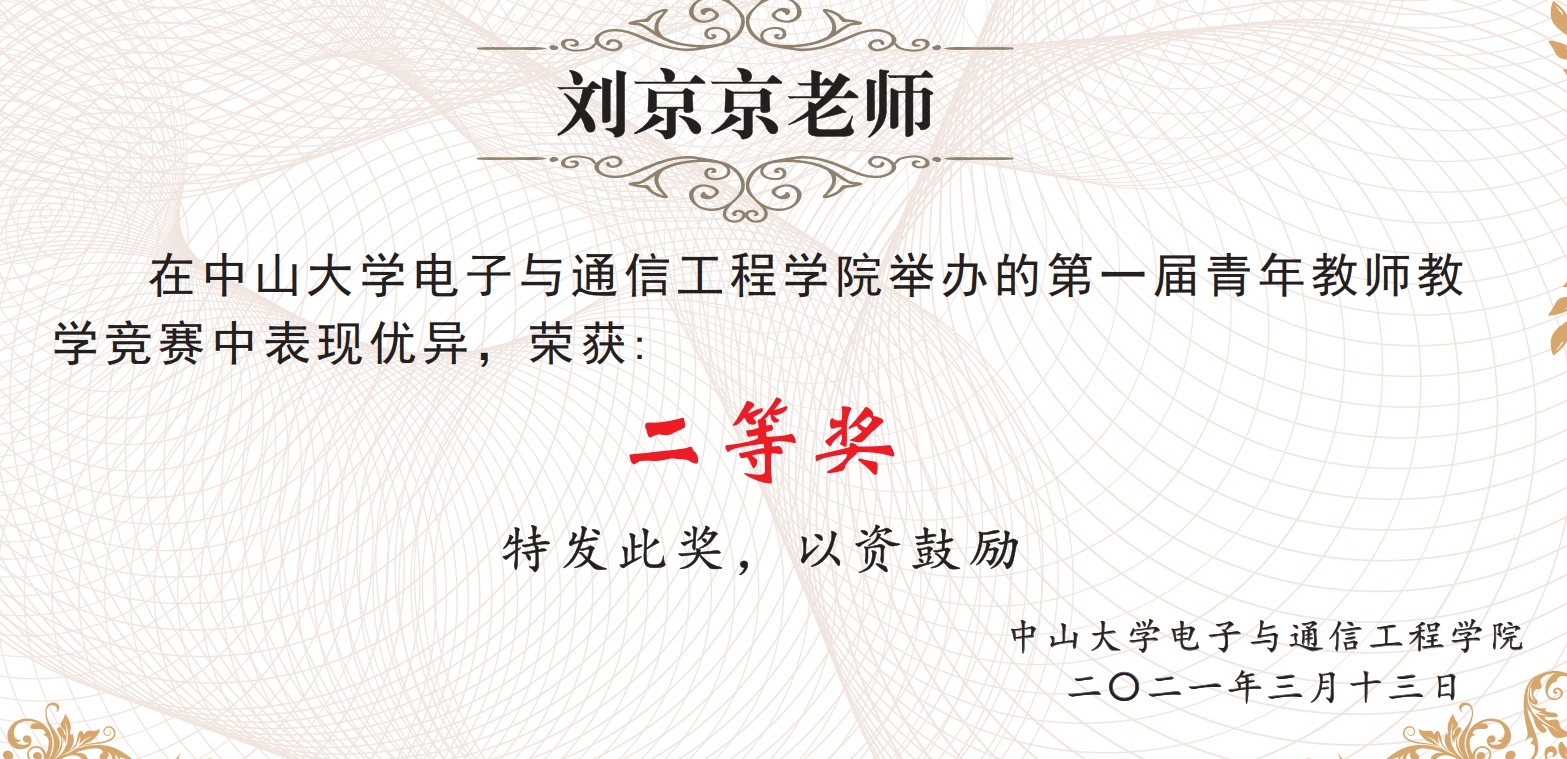 刘京京老师
在中山大学电子与通信工程学院举办的第一届青年教师教
学竞赛中表现优异，荣获:
二等奖
特发此奖，以资鼓励
中山大学电子与通信工程学院
二〇二一年三月十三日